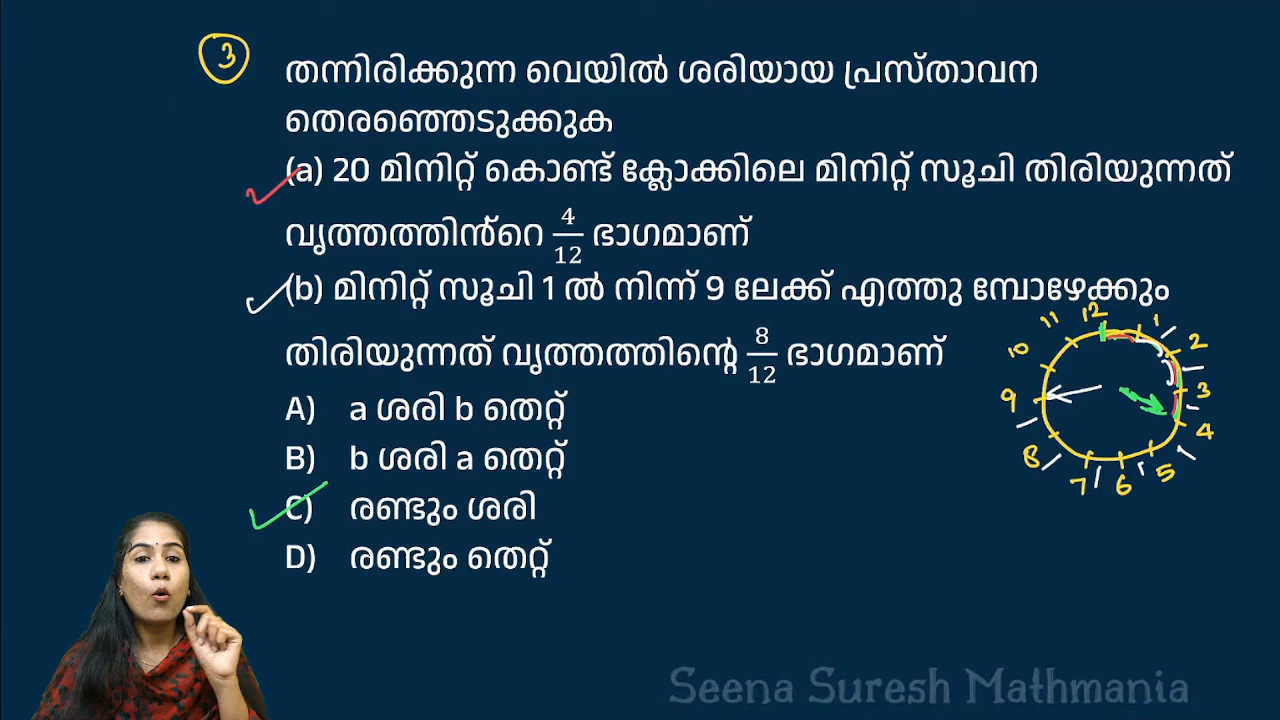 3
തന്നിരിക്കുന്ന വെയിൽ ശരിയായ പ്രസ്താവന
തെരഞ്ഞെടുക്കുക
(a) 20 മിനിറ്റ് കൊണ്ട് ക്ലോക്കിലെ മിനിറ്റ് സൂചി തിരിയുന്നത്
വൃത്തത്തിൻ്റെ 4/12 ഭാഗമാണ്
(b) മിനിറ്റ് സൂചി 1 ൽ നിന്ന് 9 ലേക്ക് എത്തു മ്പോഴേക്കും
തിരിയുന്നത് വൃത്തത്തിന്റെ 8/12 ഭാഗമാണ്
12
1
2
3
4
5
6
7
8
9
10
11
A) a ശരി b തെറ്റ്
B) b ശരി a തെറ്റ്
C) രണ്ടും ശരി
D) രണ്ടും തെറ്റ്
Seena Suresh Mathmania